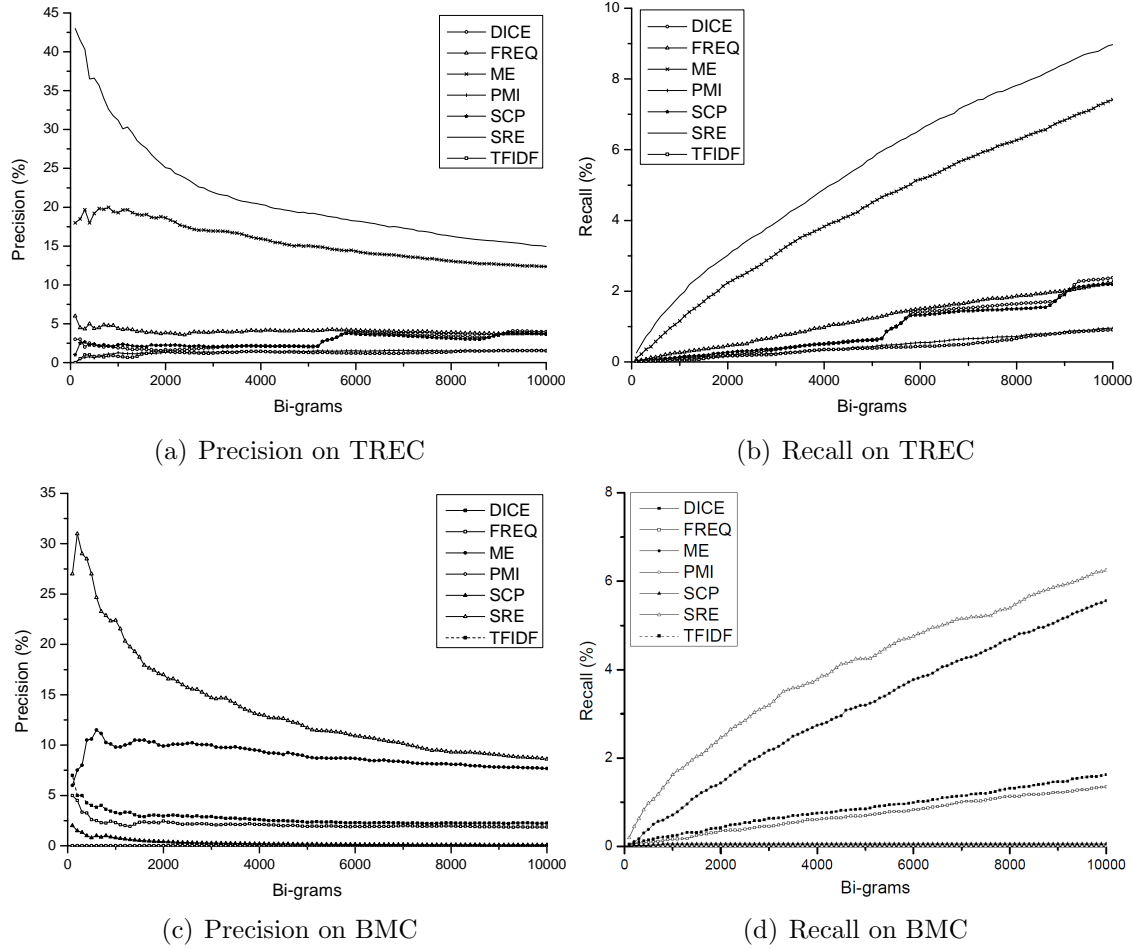 45
40
35
30
25
20
15
10
5
0
Precision (%)
0 2000 4000 6000 8000 10000
Bi-grams
DICE
FREQ
ME
PMI
SCP
SRE
TFIDF
(a) Precision on TREC
10
8
6
4
2
0
Recall (%)
0 2000 4000 6000 8000 10000
Bi-grams
DICE
FREQ
ME
PMI
SCP
SRE
TFIDF
(b) Recall on TREC
35
30
25
20
15
10
5
0
Precision (%)
0 2000 4000 6000 8000 10000
Bi-grams
DICE
FREQ
ME
PMI
SCP
SRE
TFIDF
(c) Precision on BMC
8
6
4
2
0
Recall (%)
0 2000 4000 6000 8000 10000
Bi-grams
DICE
FREQ
ME
PMI
SCP
SRE
TFIDF
(d) Recall on BMC